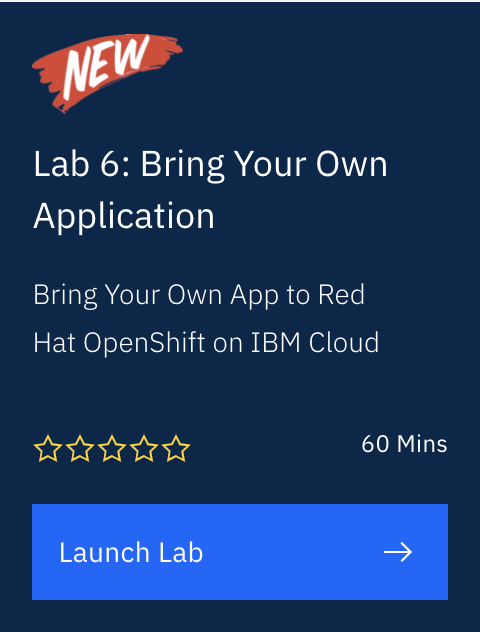 NEW
Lab 6: Bring Your Own
Application
Bring Your Own App to Red
Hat OpenShift on IBM Cloud
60 Mins
Launch Lab